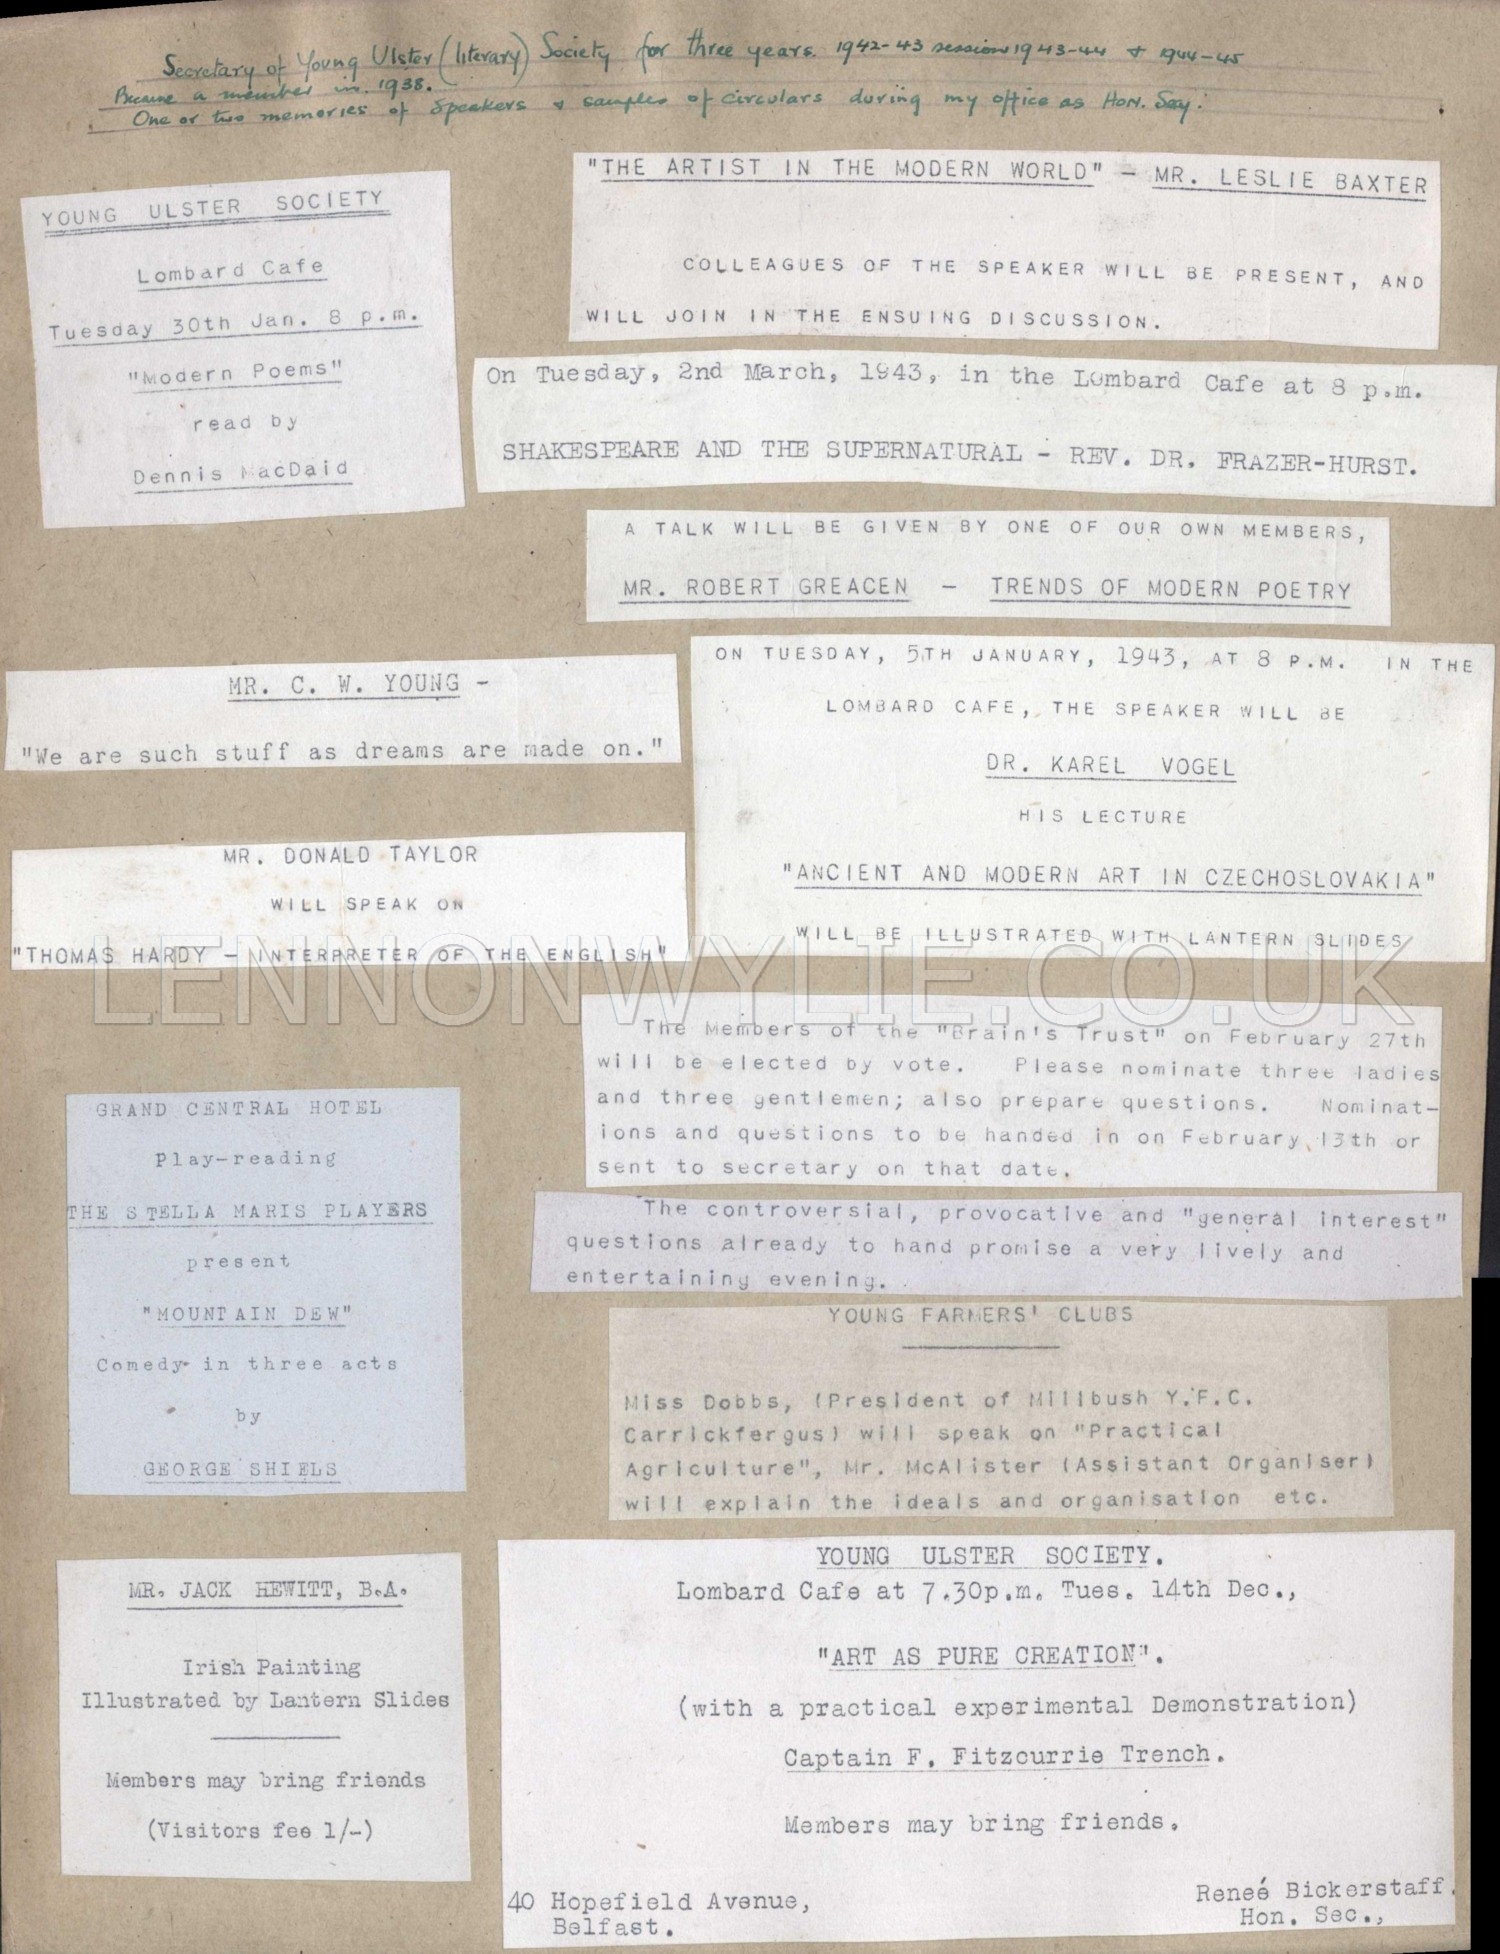 Secretary of Young Ulster (literary) Society for three years. 1942-43 session 1943-44 & 1944-45
Became a member in 1938.
One or two memories of Speakers & samples of circulars during my office as Hon. Secy:
YOUNG ULSTER SOCIETY
Lombard Cafe
Tuesday 30th Jan. 8 p.m.
"Modern Poems"
read by
Dennis MacDaid
"THE ARTIST IN THE MODERN WORLD" - MR. LESLIE BAXTER
COLLEAGUES OF THE SPEAKER WILL BE PRESENT, AND
WILL JOIN IN THE ENSUING DISCUSSION.
On Tuesday, 2nd March, 1943, in the Lombard Cafe at 8 p.m.
SHAKESPEARE AND THE SUPERNATURAL - REV. DR. FRAZER-HURST.
A TALK WILL BE GIVEN BY ONE OF OUR OWN MEMBERS,
MR. ROBERT GREACEN - TRENDS OF MODERN POETRY
MR. C. W. YOUNG -
"We are such stuff as dreams are made on."
ON TUESDAY, 5TH JANUARY, 1943, AT 8 P.M. IN THE
LOMBARD CAFE, THE SPEAKER WILL BE
DR. KAREL VOGEL
HIS LECTURE
"ANCIENT AND MODERN ART IN CZECHOSLOVAKIA"
WILL BE ILLUSTRATED WITH LANTERN SLIDES
MR. DONALD TAYLOR
WILL SPEAK ON
"THOMAS HARDY - INTERPRETER OF THE ENGLISH"
LENNONWYLIE.CO.UK
The Members of the "Brain's Trust" on February 27th
will be elected by vote. Please nominate three ladies
and three gentlemen; also prepare questions. Nominat-
ions and questions to be handed in on February 13th or
sent to secretary on that date.
The controversial, provocative and "general interest"
questions already to hand promise a very lively and
entertaining evening.
GRAND CENTRAL HOTEL
Play-reading
THE STELLA MARIS PLAYERS
present
"MOUNTAIN DEW"
Comedy in three acts
by
GEORGE SHIELS
YOUNG FARMERS' CLUBS
Miss Dobbs, (President of Millbush Y.F.C.
Carrickfergus) will speak on "Practical
Agriculture", Mr. McAlister (Assistant Organiser)
will explain the ideals and organisation etc.
MR. JACK HEWITT, B.A.
Irish Painting
Illustrated by Lantern Slides
Members may bring friends
(Visitors fee 1/-)
YOUNG ULSTER SOCIETY.
Lombard Cafe at 7.30p.m. Tues. 14th Dec.,
"ART AS PURE CREATION".
(with a practical experimental Demonstration)
Captain F. Fitzcurrie Trench.
Members may bring friends.
40 Hopefield Avenue,
Belfast.
Reneé Bickerstaff.
Hon. Sec.,